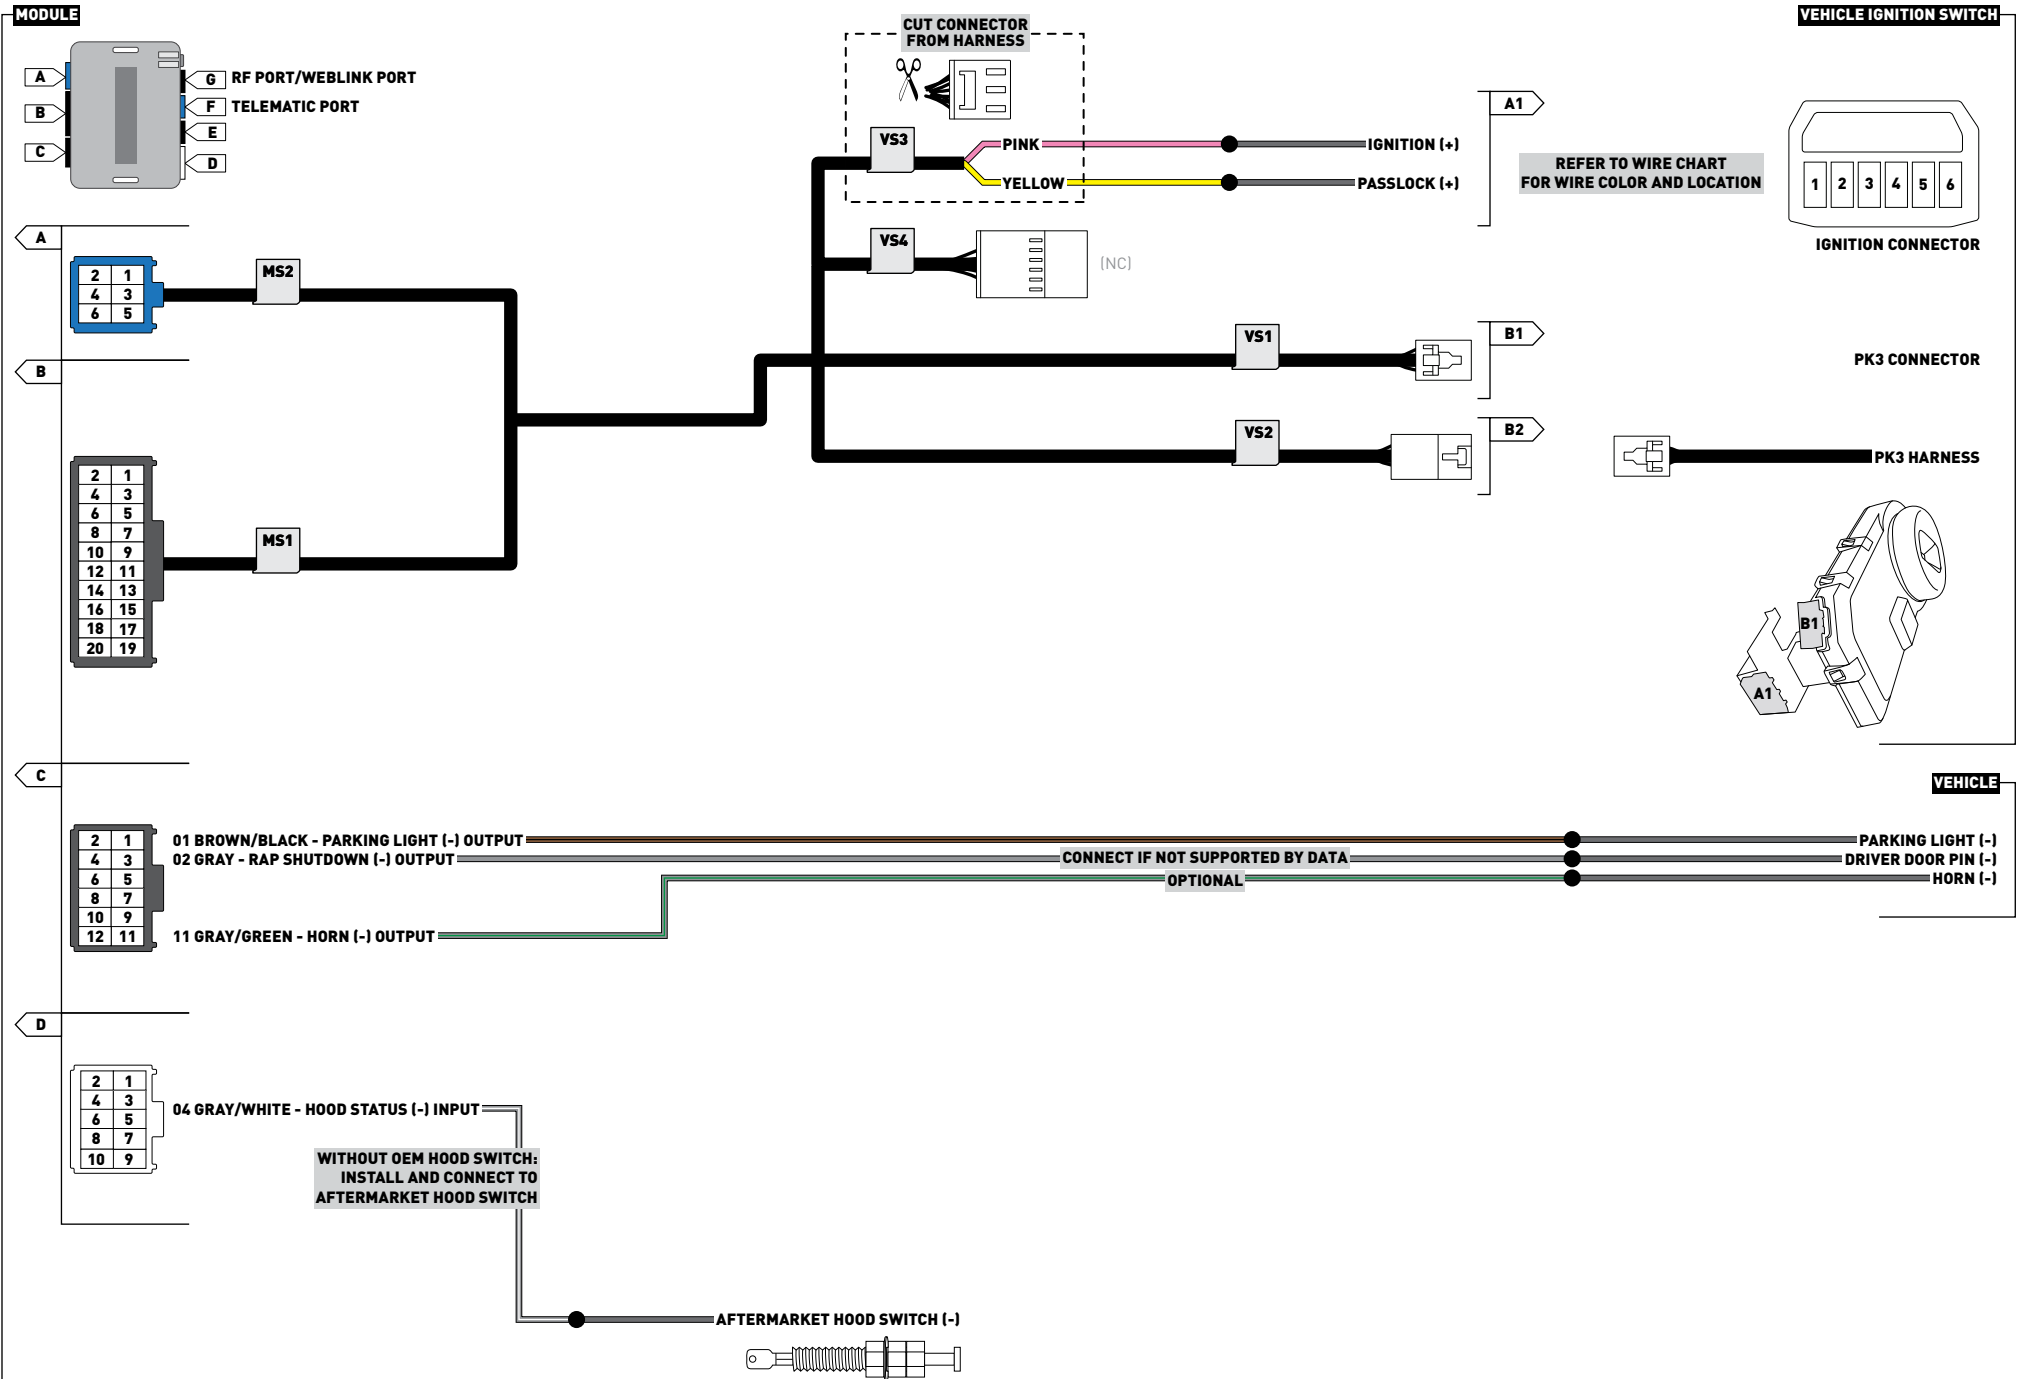 MODULE
VEHICLE IGNITION SWITCH
A
B
C
G
RF PORT/WEBLINK PORT
F
TELEMATIC PORT
E
D
CUT CONNECTOR
FROM HARNESS
VS3
PINK
IGNITION (+)
YELLOW
PASSLOCK (+)
A1
REFER TO WIRE CHART
FOR WIRE COLOR AND LOCATION
1 2 3 4 5 6
IGNITION CONNECTOR
VS4
(NC)
A
2 1
4 3
6 5
MS2
VS1
B1
PK3 CONNECTOR
VS2
B2
PK3 HARNESS
B1
A1
B
2 1
4 3
6 5
8 7
10 9
12 11
14 13
16 15
18 17
20 19
MS1
C
VEHICLE
2 1
4 3
6 5
8 7
10 9
12 11
01 BROWN/BLACK - PARKING LIGHT (-) OUTPUT
PARKING LIGHT (-)
02 GRAY - RAP SHUTDOWN (-) OUTPUT
CONNECT IF NOT SUPPORTED BY DATA
DRIVER DOOR PIN (-)
OPTIONAL
HORN (-)
11 GRAY/GREEN - HORN (-) OUTPUT
D
2 1
4 3
6 5
8 7
10 9
04 GRAY/WHITE - HOOD STATUS (-) INPUT
WITHOUT OEM HOOD SWITCH:
INSTALL AND CONNECT TO
AFTERMARKET HOOD SWITCH
AFTERMARKET HOOD SWITCH (-)